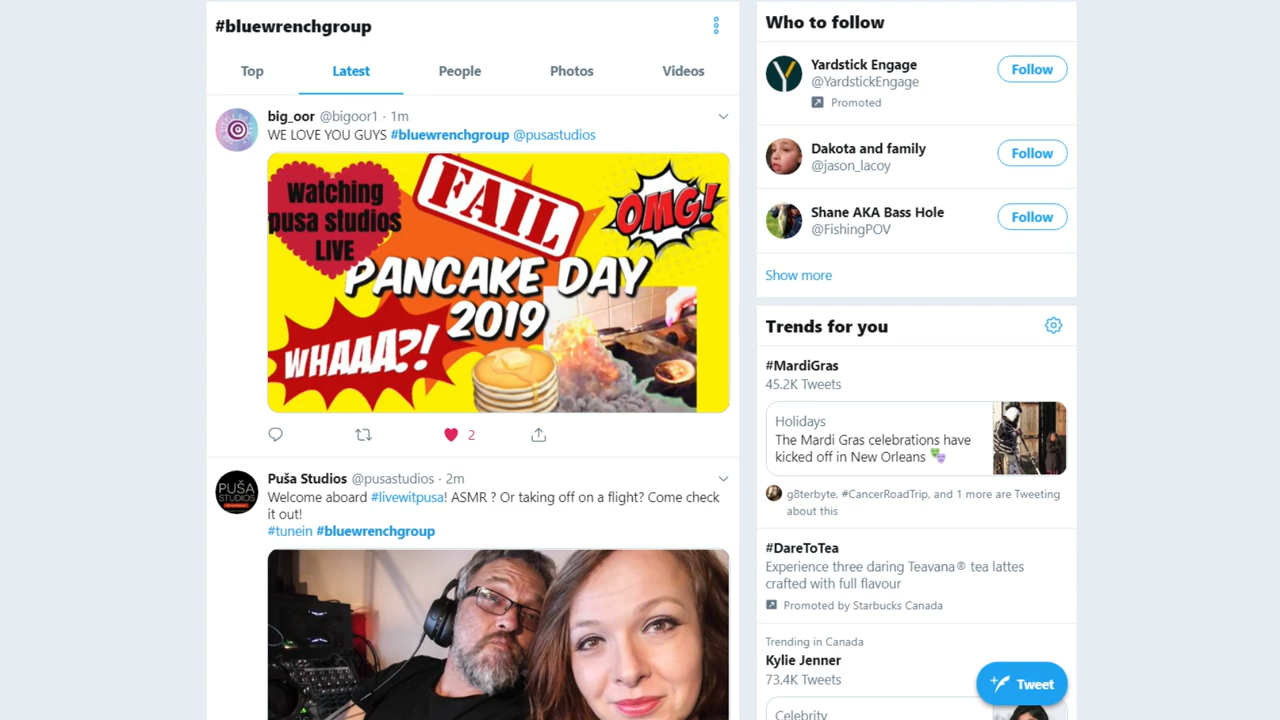 #bluewrenchgroup
Top
Latest
People
Photos
Videos
big_oor @bigoor1 · 1m
WE LOVE YOU GUYS #bluewrenchgroup @pusastudios
Watching
pusa studios
LIVE
FAIL
OMG!
PANCAKE DAY
2019
WHAAA?!
Puša Studios @pusastudios · 2m
Welcome aboard #livewitpusa! ASMR ? Or taking off on a flight? Come check
it out!
#tunein #bluewrenchgroup
PUŠA
STUDIOS
2
Who to follow
Yardstick Engage
@YardstickEngage
Promoted
Follow
Dakota and family
@jason_lacoy
Follow
Shane AKA Bass Hole
@FishingPOV
Follow
Show more
Trends for you
#MardiGras
45.2K Tweets
Holidays
The Mardi Gras celebrations have
kicked off in New Orleans
g8terbyte, #CancerRoadTrip, and 1 more are Tweeting
about this
#DareToTea
Experience three daring Teavana® tea lattes
crafted with full flavour
Promoted by Starbucks Canada
Trending in Canada
Kylie Jenner
73.4K Tweets
Celebrity
Tweet